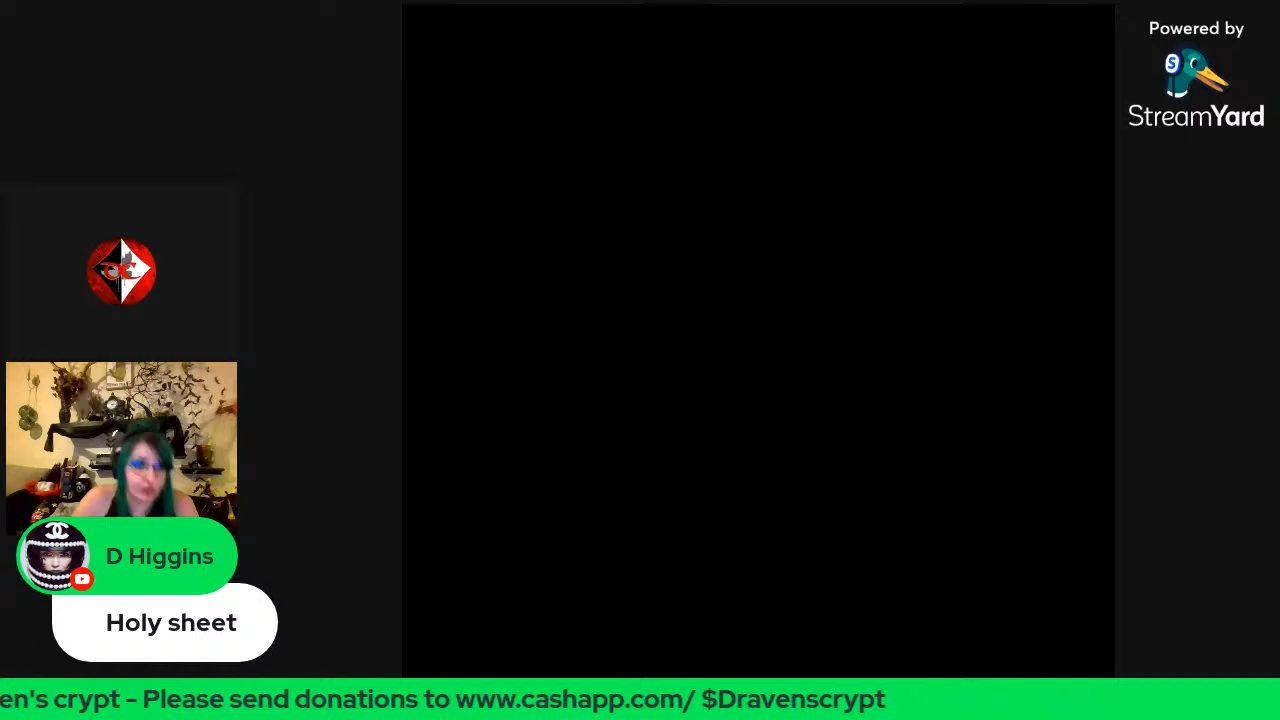 Powered by
S
StreamYard
D Higgins
Holy sheet
en's crypt - Please send donations to www.cashapp.com/ $Dravenscrypt